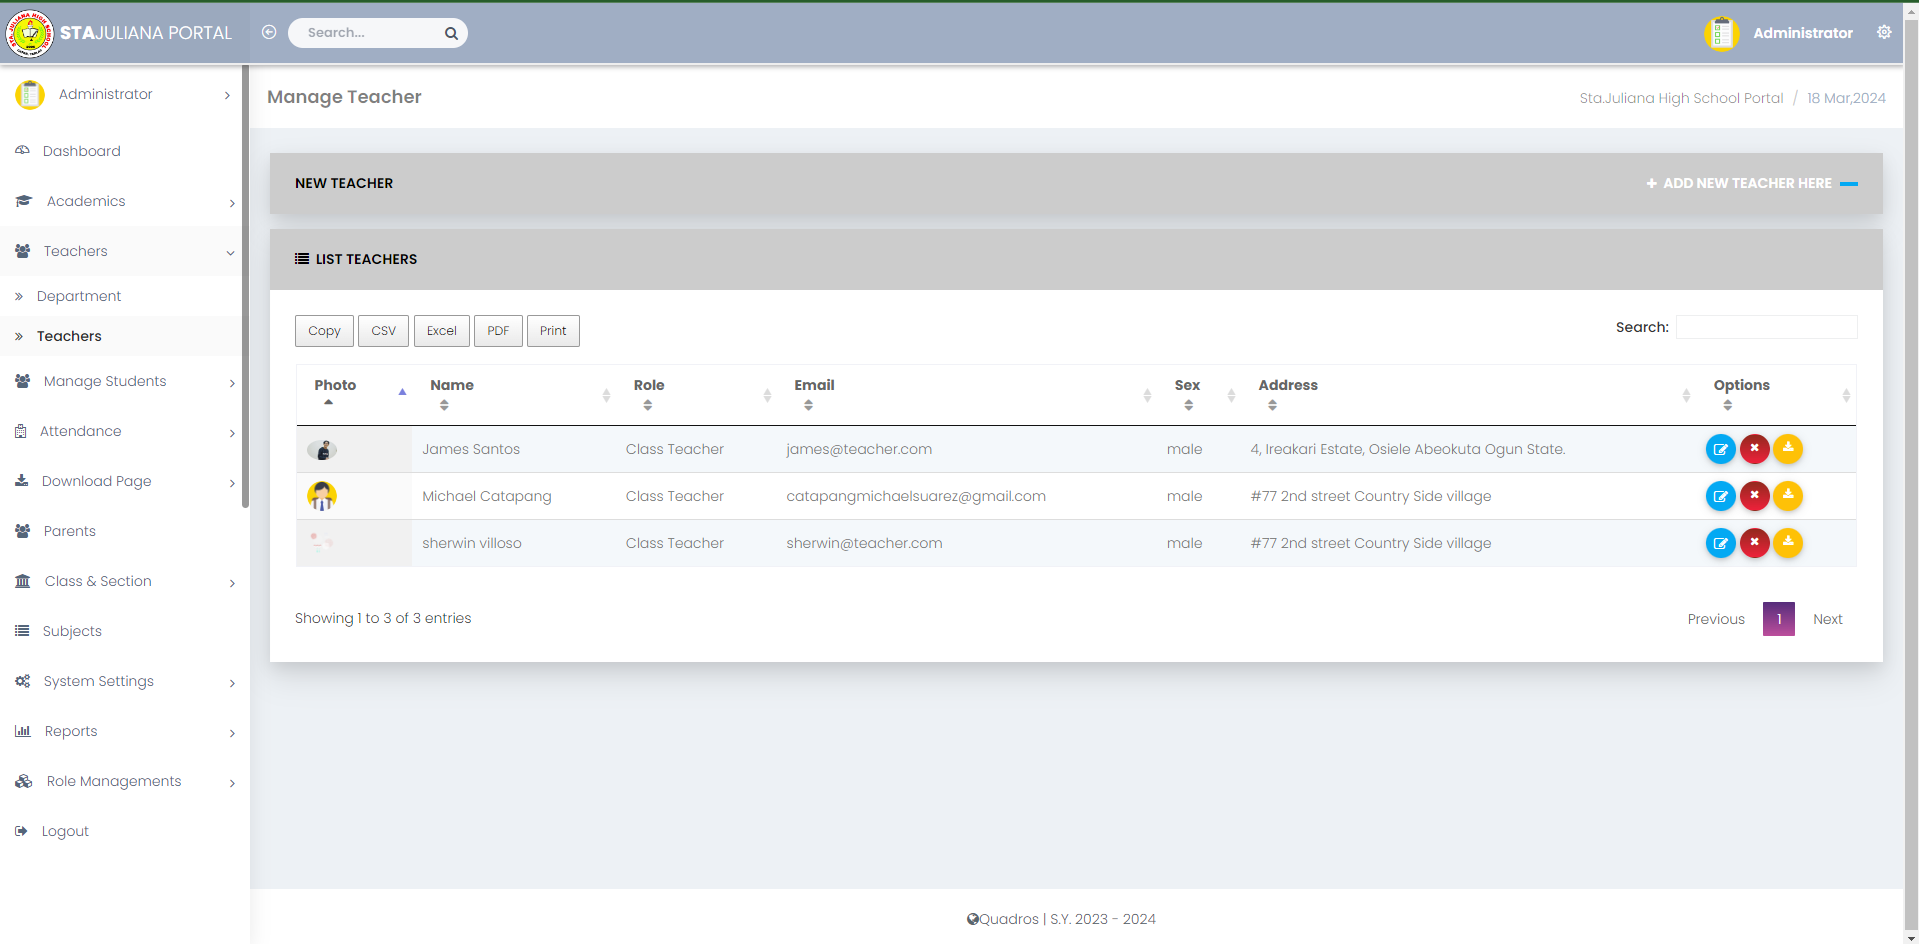 STAJULIANA PORTAL
Search...
Administrator
Administrator
Dashboard
Academics
Teachers
Department
Teachers
Manage Students
Attendance
Download Page
Parents
Class & Section
Subjects
System Settings
Reports
Role Managements
Logout
Manage Teacher
Sta.Juliana High School Portal / 18 Mar,2024
NEW TEACHER
ADD NEW TEACHER HERE
LIST TEACHERS
Copy CSV Excel PDF Print
Search:
Photo Name Role Email Sex Address Options
James Santos Class Teacher james@teacher.com male 4, Ireakari Estate, Osiele Abeokuta Ogun State.
Michael Catapang Class Teacher catapangmichaelsuarez@gmail.com male #77 2nd street Country Side village
sherwin villoso Class Teacher sherwin@teacher.com male #77 2nd street Country Side village
Showing 1 to 3 of 3 entries
Previous 1 Next
Quadros | S.Y. 2023 - 2024